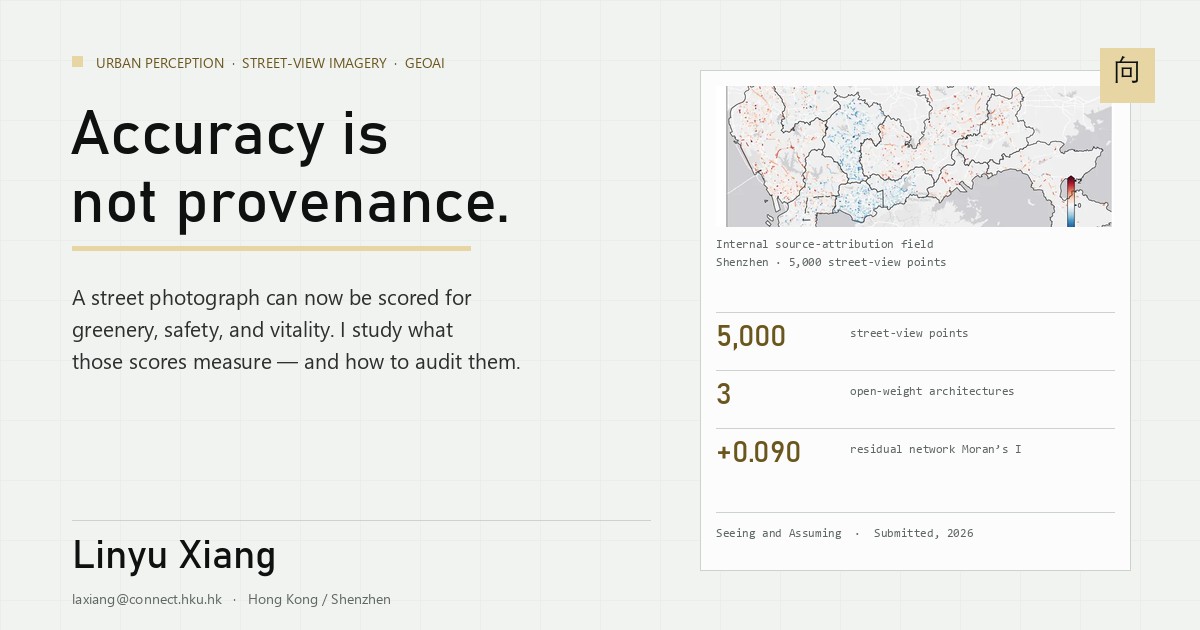 URBAN PERCEPTION · STREET-VIEW IMAGERY · GEOAI
Accuracy is
not provenance.
A street photograph can now be scored for
greenery, safety, and vitality. I study what
those scores measure — and how to audit them.
Linyu Xiang
laxiang@connect.hku.hk · Hong Kong / Shenzhen
向
Internal source-attribution field
Shenzhen · 5,000 street-view points
5,000 street-view points
3 open-weight architectures
+0.090 residual network Moran’s I
Seeing and Assuming · Submitted, 2026